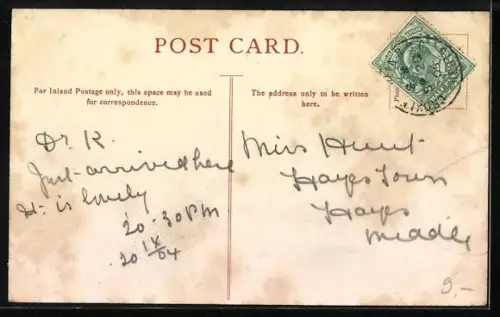 POST CARD.
For Inland Postage only, this space may be used
for correspondence.
The address only to be written
here.
Dr K.
Just arrived here
It is lovely
20.30 PM
20 IX/04
Miss Hunt
Hayes Town
Hayes
Middx
9,-